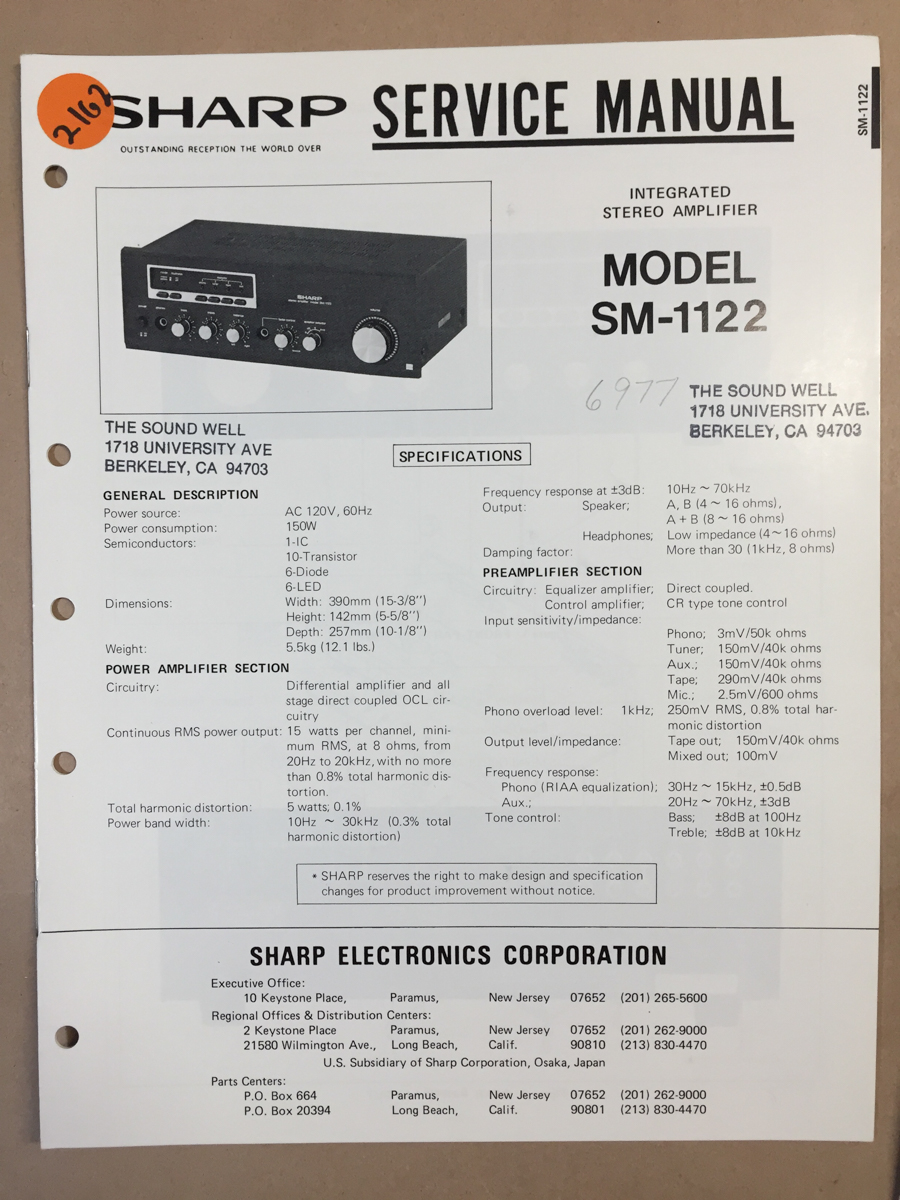 2162
SHARP SERVICE MANUAL
OUTSTANDING RECEPTION THE WORLD OVER
SM-1122
INTEGRATED
STEREO AMPLIFIER
MODEL
SM-1122
SHARP
6977
THE SOUND WELL
1718 UNIVERSITY AVE.
BERKELEY, CA 94703
THE SOUND WELL
1718 UNIVERSITY AVE
BERKELEY, CA 94703
SPECIFICATIONS
GENERAL DESCRIPTION
Power source: AC 120V, 60Hz
Power consumption: 150W
Semiconductors: 1-IC
10-Transistor
6-Diode
6-LED
Dimensions: Width: 390mm (15-3/8")
Height: 142mm (5-5/8")
Depth: 257mm (10-1/8")
Weight: 5.5kg (12.1 lbs.)
POWER AMPLIFIER SECTION
Circuitry: Differential amplifier and all
stage direct coupled OCL cir-
cuitry
Continuous RMS power output: 15 watts per channel, mini-
mum RMS, at 8 ohms, from
20Hz to 20kHz, with no more
than 0.8% total harmonic dis-
tortion.
Total harmonic distortion: 5 watts; 0.1%
Power band width: 10Hz ~ 30kHz (0.3% total
harmonic distortion)
Frequency response at ±3dB: 10Hz ~ 70kHz
Output: Speaker; A, B (4 ~ 16 ohms),
A + B (8 ~ 16 ohms)
Headphones; Low impedance (4 ~ 16 ohms)
Damping factor: More than 30 (1kHz, 8 ohms)
PREAMPLIFIER SECTION
Circuitry: Equalizer amplifier; Direct coupled.
Control amplifier; CR type tone control
Input sensitivity/impedance:
Phono; 3mV/50k ohms
Tuner; 150mV/40k ohms
Aux.; 150mV/40k ohms
Tape; 290mV/40k ohms
Mic.; 2.5mV/600 ohms
Phono overload level: 1kHz; 250mV RMS, 0.8% total har-
monic distortion
Output level/impedance: Tape out; 150mV/40k ohms
Mixed out; 100mV
Frequency response:
Phono (RIAA equalization); 30Hz ~ 15kHz, ±0.5dB
Aux.; 20Hz ~ 70kHz, ±3dB
Tone control: Bass; ±8dB at 100Hz
Treble; ±8dB at 10kHz
* SHARP reserves the right to make design and specification
changes for product improvement without notice.
SHARP ELECTRONICS CORPORATION
Executive Office:
10 Keystone Place, Paramus, New Jersey 07652 (201) 265-5600
Regional Offices & Distribution Centers:
2 Keystone Place Paramus, New Jersey 07652 (201) 262-9000
21580 Wilmington Ave., Long Beach, Calif. 90810 (213) 830-4470
U.S. Subsidiary of Sharp Corporation, Osaka, Japan
Parts Centers:
P.O. Box 664 Paramus, New Jersey 07652 (201) 262-9000
P.O. Box 20394 Long Beach, Calif. 90801 (213) 830-4470